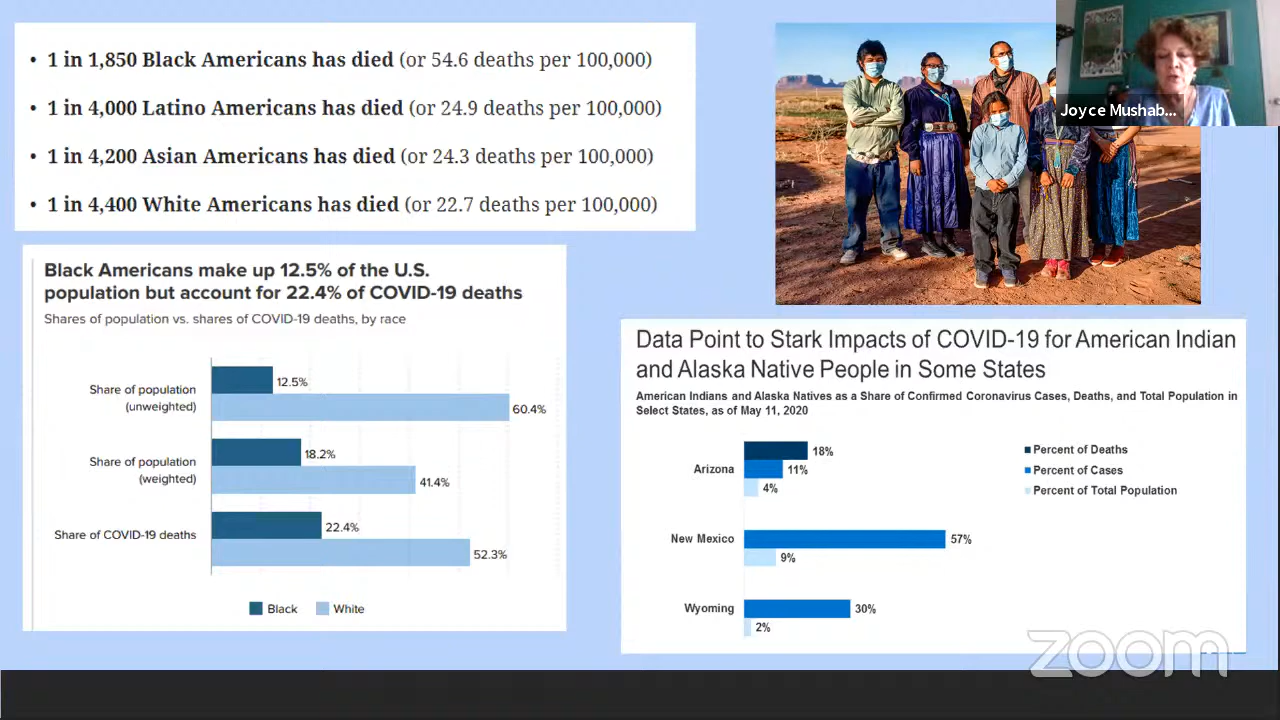 • 1 in 1,850 Black Americans has died (or 54.6 deaths per 100,000)
• 1 in 4,000 Latino Americans has died (or 24.9 deaths per 100,000)
• 1 in 4,200 Asian Americans has died (or 24.3 deaths per 100,000)
• 1 in 4,400 White Americans has died (or 22.7 deaths per 100,000)
Joyce Mushab...
Black Americans make up 12.5% of the U.S.
population but account for 22.4% of COVID-19 deaths
Shares of population vs. shares of COVID-19 deaths, by race
Share of population
(unweighted)
12.5%
60.4%
Share of population
(weighted)
18.2%
41.4%
Share of COVID-19 deaths
22.4%
52.3%
Black
White
Data Point to Stark Impacts of COVID-19 for American Indian
and Alaska Native People in Some States
American Indians and Alaska Natives as a Share of Confirmed Coronavirus Cases, Deaths, and Total Population in
Select States, as of May 11, 2020
Arizona
18%
11%
4%
Percent of Deaths
Percent of Cases
Percent of Total Population
New Mexico
57%
9%
Wyoming
30%
2%
zoom